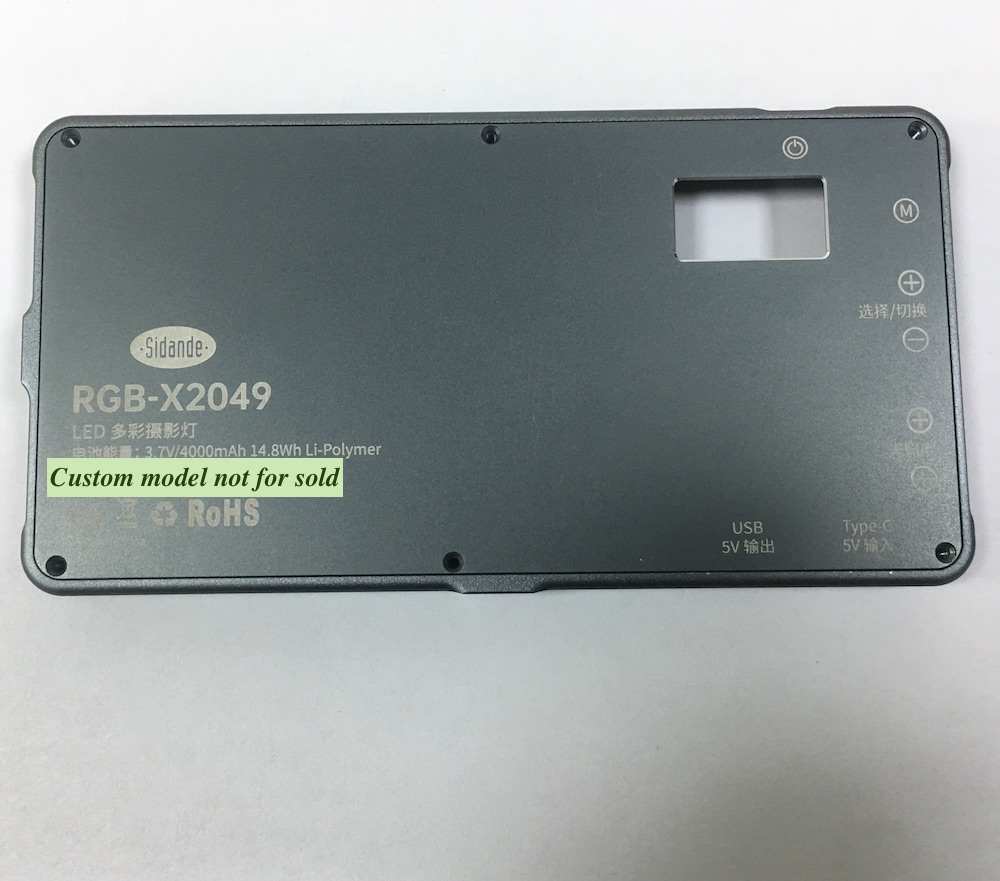 M
选择/切换
·Sidande·
RGB-X2049
LED 多彩摄影灯
电池能量：3.7V/4000mAh 14.8Wh Li-Polymer
Custom model not for sold
RoHS
USB
5V 输出
Type-C
5V 输入